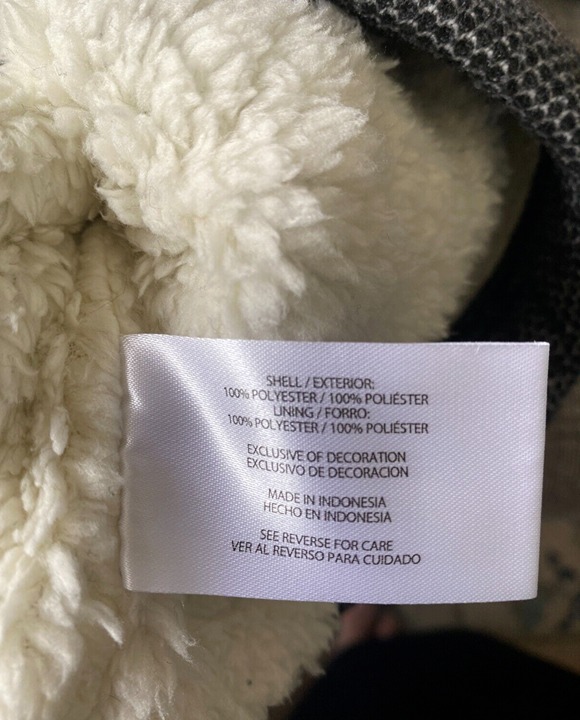 SHELL / EXTERIOR:
100% POLYESTER / 100% POLIÉSTER
LINING / FORRO:
100% POLYESTER / 100% POLIÉSTER
EXCLUSIVE OF DECORATION
EXCLUSIVO DE DECORACION
MADE IN INDONESIA
HECHO EN INDONESIA
SEE REVERSE FOR CARE
VER AL REVERSO PARA CUIDADO